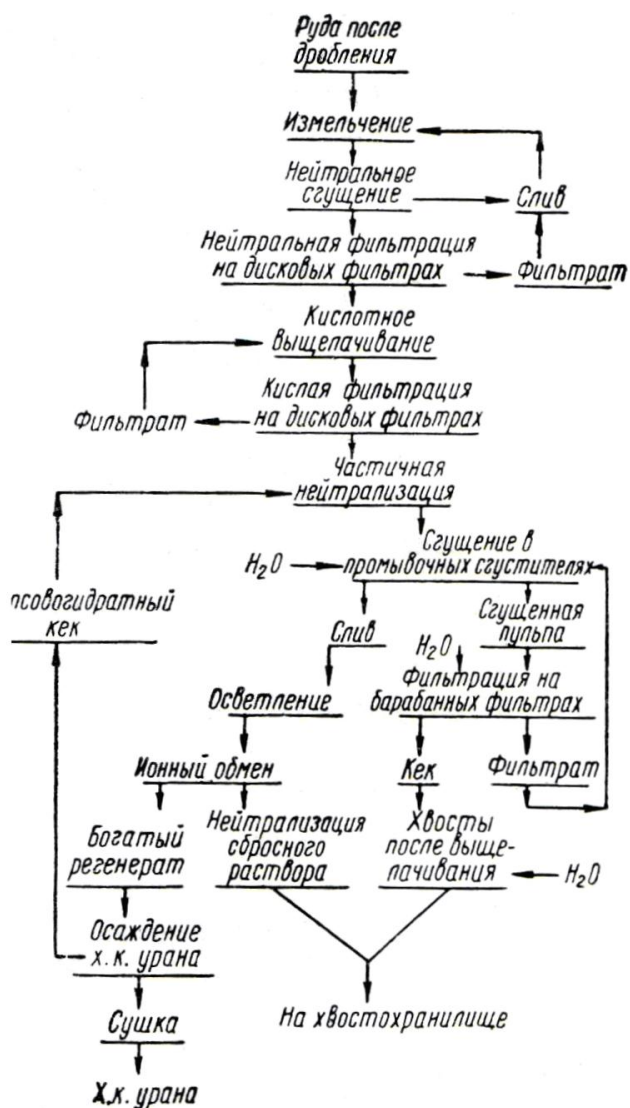 Руда после
дробления
Измельчение
Нейтральное
сгущение
Слив
Нейтральная фильтрация
на дисковых фильтрах
Фильтрат
Кислотное
выщелачивание
Кислая фильтрация
на дисковых фильтрах
Фильтрат
Частичная
нейтрализация
Сгущение в
промывочных сгустителях
H₂O
псовогидратный
кек
Слив
Сгущенная
пульпа
H₂O
Фильтрация на
барабанных фильтрах
Осветление
Ионный обмен
Кек
Фильтрат
Богатый
регенерат
Нейтрализация
сбросного
раствора
Хвосты
после выще-
лачивания
H₂O
Осаждение
х.к. урана
На хвостохранилище
Сушка
Х.к. урана